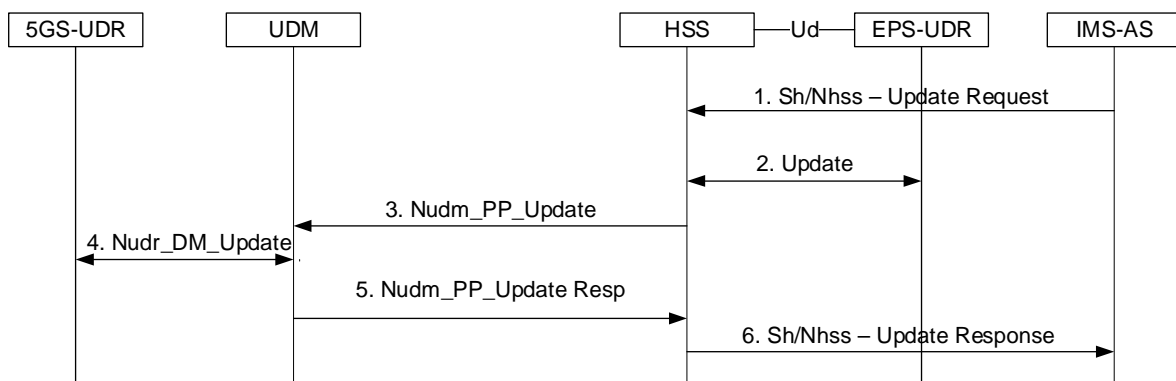 5GS-UDR UDM HSS Ud EPS-UDR IMS-AS
1. Sh/Nhss – Update Request
2. Update
3. Nudm_PP_Update
4. Nudr_DM_Update
5. Nudm_PP_Update Resp
6. Sh/Nhss – Update Response